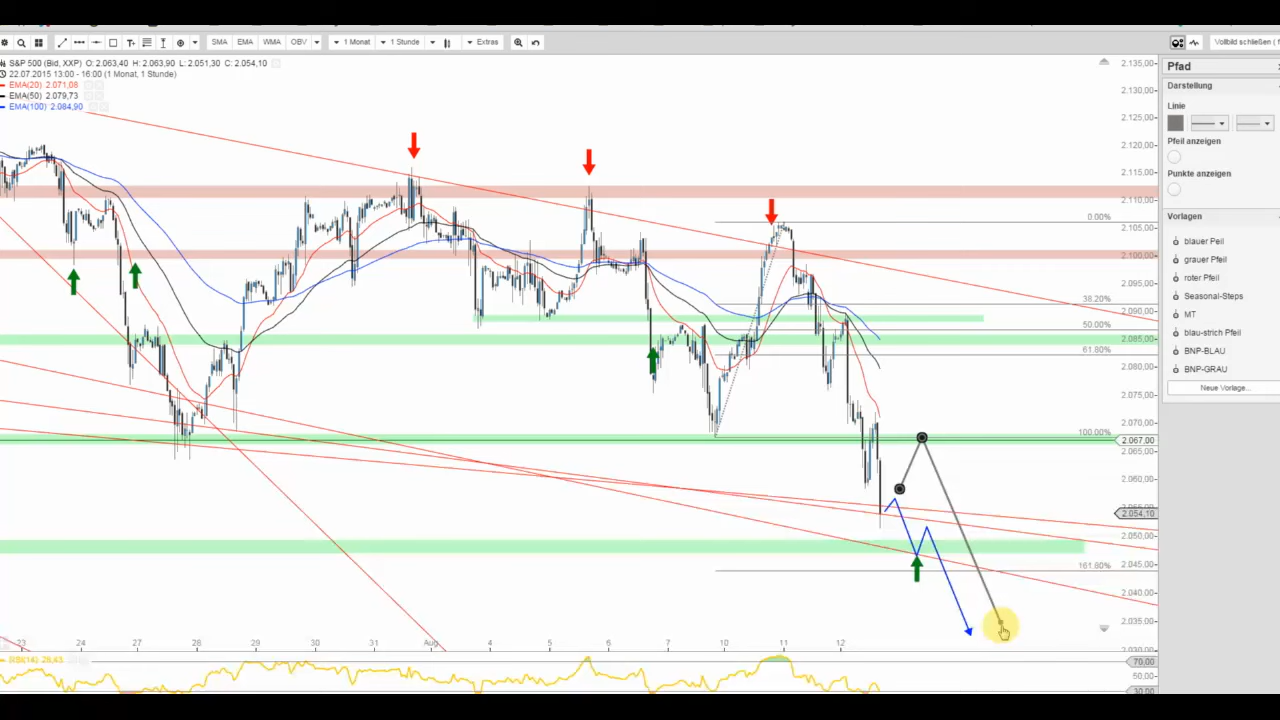 SMA EMA WMA OBV 1 Monat 1 Stunde Extras Vollbild schließen ( f
S&P 500 (Bid, XXP) O: 2.063,40 H: 2.063,90 L: 2.051,30 C: 2.054,10
22.07.2015 13:00 - 16:00 (1 Monat, 1 Stunde)
EMA(20) 2.071,08
EMA(50) 2.079,73
EMA(100) 2.084,90
2.135,00
2.130,00
2.125,00
2.120,00
2.115,00
2.110,00
2.105,00
2.100,00
2.095,00
2.090,00
2.085,00
2.080,00
2.075,00
2.070,00
2.067,00
2.065,00
2.060,00
2.054,10
2.050,00
2.045,00
2.040,00
2.035,00
0.00%
38.20%
50.00%
61.80%
100.00%
161.80%
23 24 27 28 29 30 31 Aug 4 5 6 7 10 11 12
RSI(14) 28,43
70,00
50,00
30,00
Pfad
Darstellung
Linie
Pfeil anzeigen
Punkte anzeigen
Vorlagen
blauer Peil
grauer Pfeil
roter Pfeil
Seasonal-Steps
MT
blau-strich Pfeil
BNP-BLAU
BNP-GRAU
Neue Vorlage...